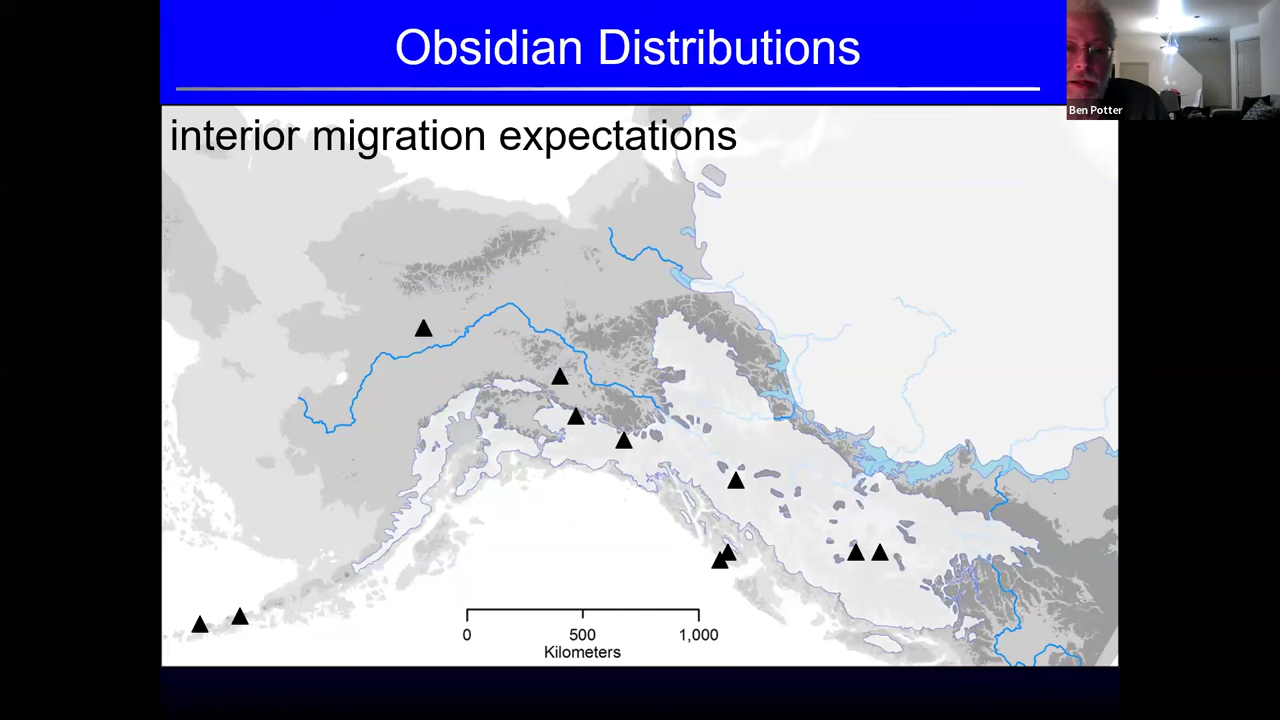 Obsidian Distributions
Ben Potter
interior migration expectations
0 500 1,000
Kilometers